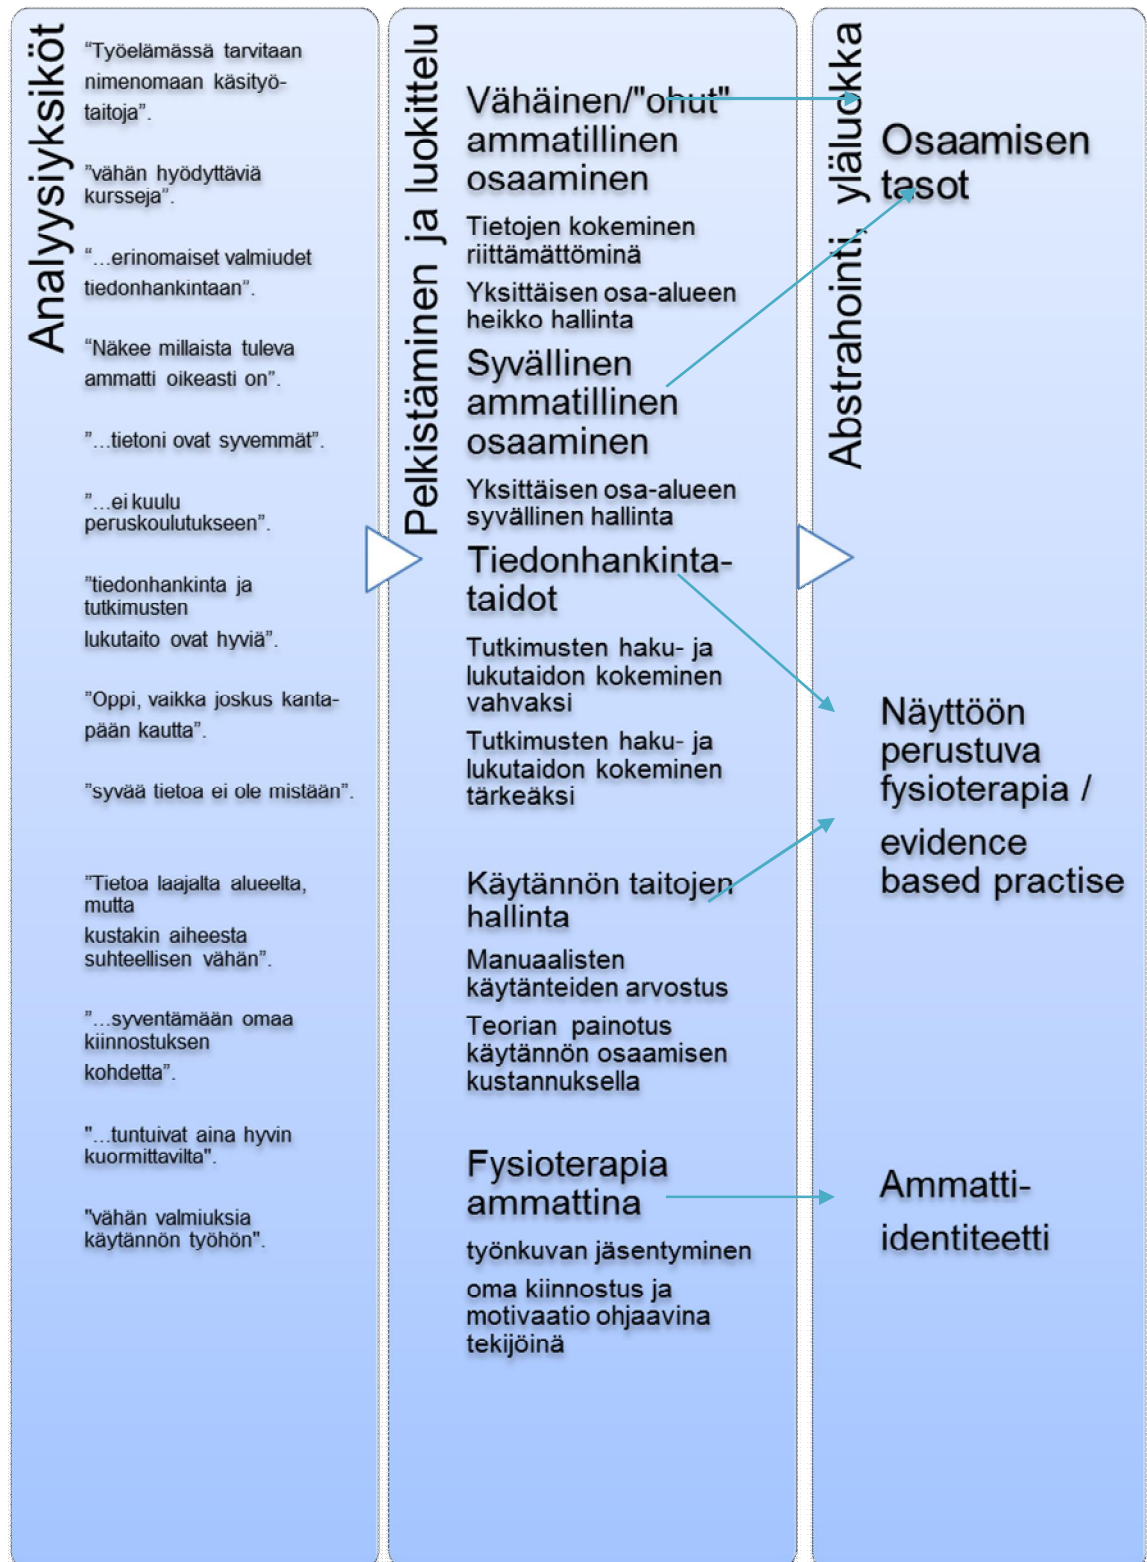 Analyysiyksiköt
“Työelämässä tarvitaan
nimenomaan käsityö-
taitoja”.
”vähän hyödyttäviä
kursseja”.
“…erinomaiset valmiudet
tiedonhankintaan”.
“Näkee millaista tuleva
ammatti oikeasti on”.
”…tietoni ovat syvemmät”.
”…ei kuulu
peruskoulutukseen”.
”tiedonhankinta ja
tutkimusten
lukutaito ovat hyviä”.
”Oppi, vaikka joskus kanta-
pään kautta”.
”syvää tietoa ei ole mistään”.
”Tietoa laajalta alueelta,
mutta
kustakin aiheesta
suhteellisen vähän”.
”…syventämään omaa
kiinnostuksen
kohdetta”.
"…tuntuivat aina hyvin
kuormittavilta".
"vähän valmiuksia
käytännön työhön".
Pelkistäminen ja luokittelu
Vähäinen/"ohut"
ammatillinen
osaaminen
Tietojen kokeminen
riittämättöminä
Yksittäisen osa-alueen
heikko hallinta
Syvällinen
ammatillinen
osaaminen
Yksittäisen osa-alueen
syvällinen hallinta
Tiedonhankinta-
taidot
Tutkimusten haku- ja
lukutaidon kokeminen
vahvaksi
Tutkimusten haku- ja
lukutaidon kokeminen
tärkeäksi
Käytännön taitojen
hallinta
Manuaalisten
käytänteiden arvostus
Teorian painotus
käytännön osaamisen
kustannuksella
Fysioterapia
ammattina
työnkuvan jäsentyminen
oma kiinnostus ja
motivaatio ohjaavina
tekijöinä
Abstrahointi, yläluokka
Osaamisen
tasot
Näyttöön
perustuva
fysioterapia /
evidence
based practise
Ammatti-
identiteetti